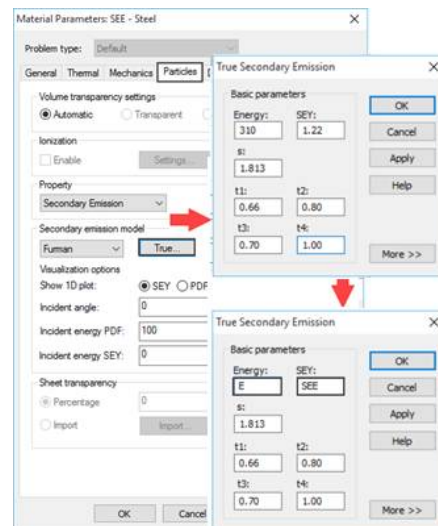 Material Parameters: SEE - Steel
Problem type: Default
General Thermal Mechanics Particles D
Volume transparency settings
Automatic Transparent
Ionization
Enable Settings...
Property
Secondary Emission
Secondary emission model
Furman True...
Visualization options
Show 1D plot: SEY PDF
Incident angle: 0
Incident energy PDF: 100
Incident energy SEY: 0
Sheet transparency
Percentage 0
Import Import...
OK Cancel
True Secondary Emission
Basic parameters
Energy: SEY:
310 1.22
s:
1.813
t1: t2:
0.66 0.80
t3: t4:
0.70 1.00
OK
Cancel
Apply
Help
More >>
True Secondary Emission
Basic parameters
Energy: SEY:
E SEE
s:
1.813
t1: t2:
0.66 0.80
t3: t4:
0.70 1.00
OK
Cancel
Apply
Help
More >>